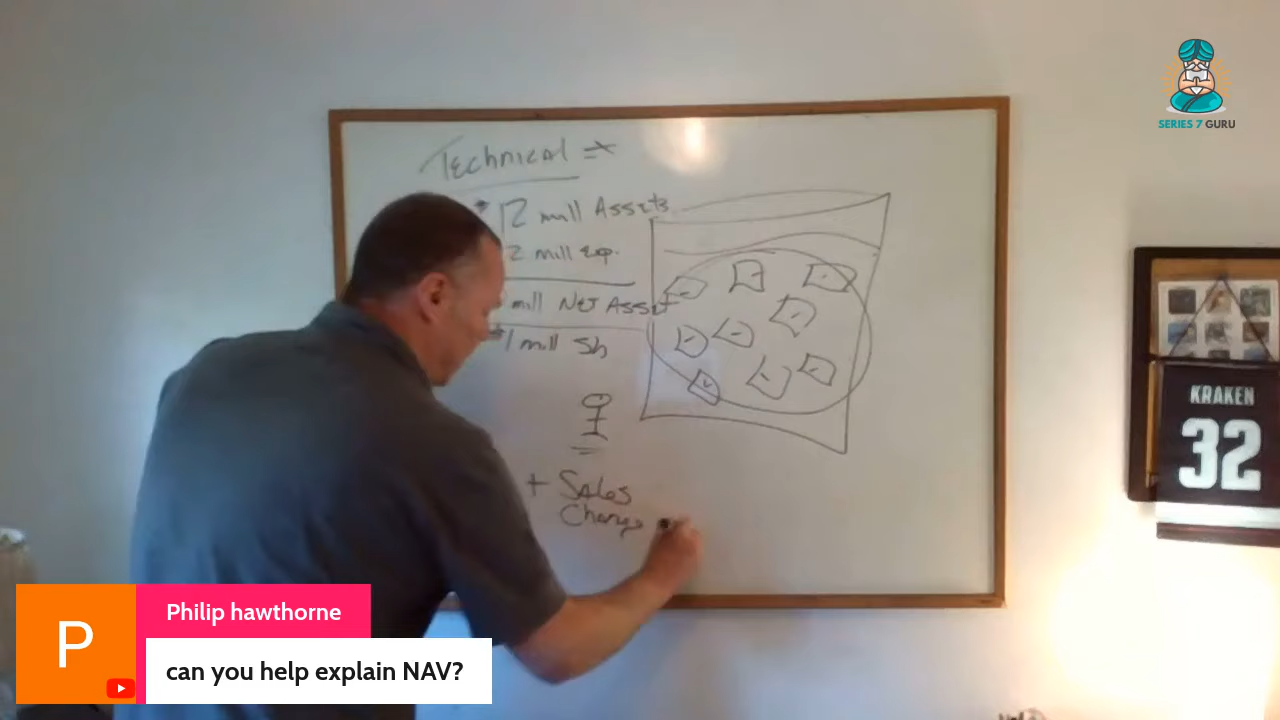 SERIES 7 GURU
Technical =
12 mill Assets
2 mill Exp.
mill Net Asset
$1 mill Sh
+ Sales
Charge
KRAKEN
32
P
Philip hawthorne
can you help explain NAV?